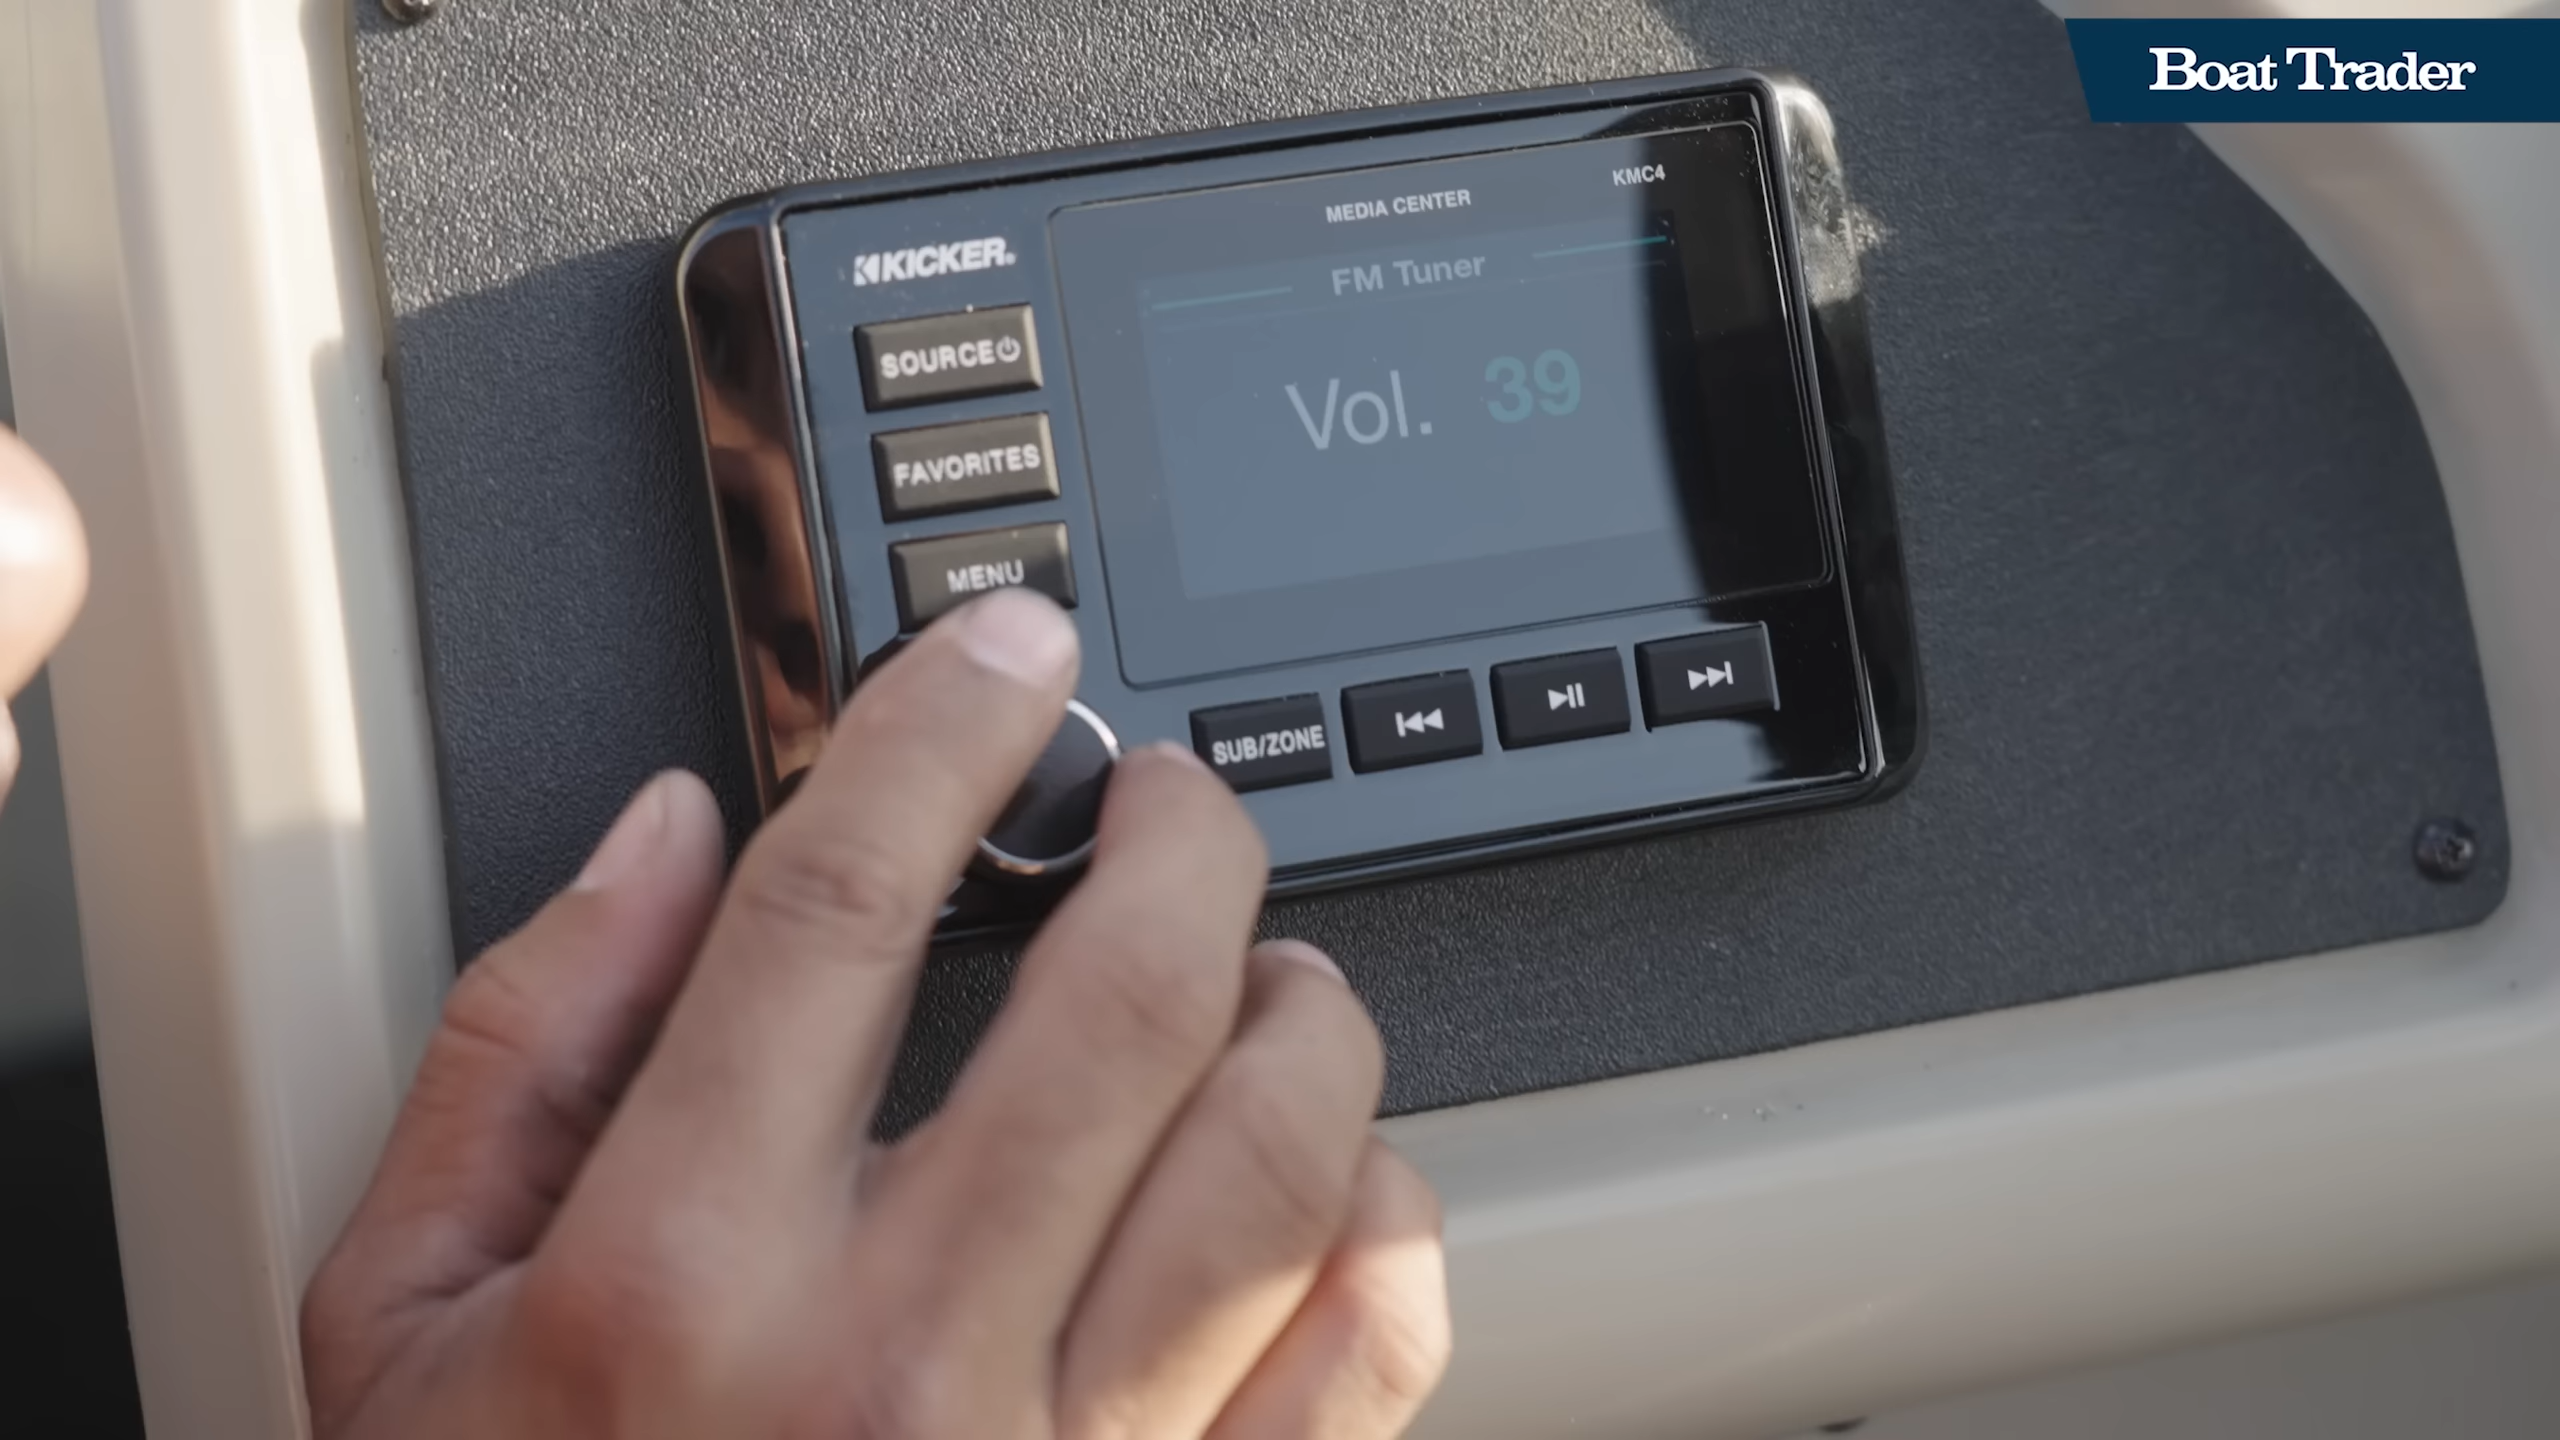 Boat Trader
KICKER®
MEDIA CENTER
KMC4
FM Tuner
Vol. 39
SOURCE
FAVORITES
MENU
SUB/ZONE